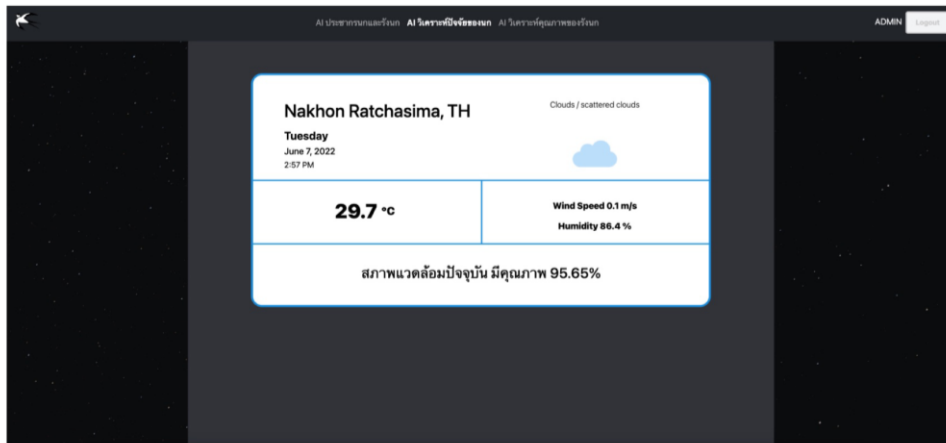 AI ประชากรนกและรังนก AI วิเคราะห์ปัจจัยของนก AI วิเคราะห์คุณภาพของรังนก ADMIN Logout
Nakhon Ratchasima, TH
Clouds / scattered clouds
Tuesday
June 7, 2022
2:57 PM
29.7 °C
Wind Speed 0.1 m/s
Humidity 86.4 %
สภาพแวดล้อมปัจจุบัน มีคุณภาพ 95.65%